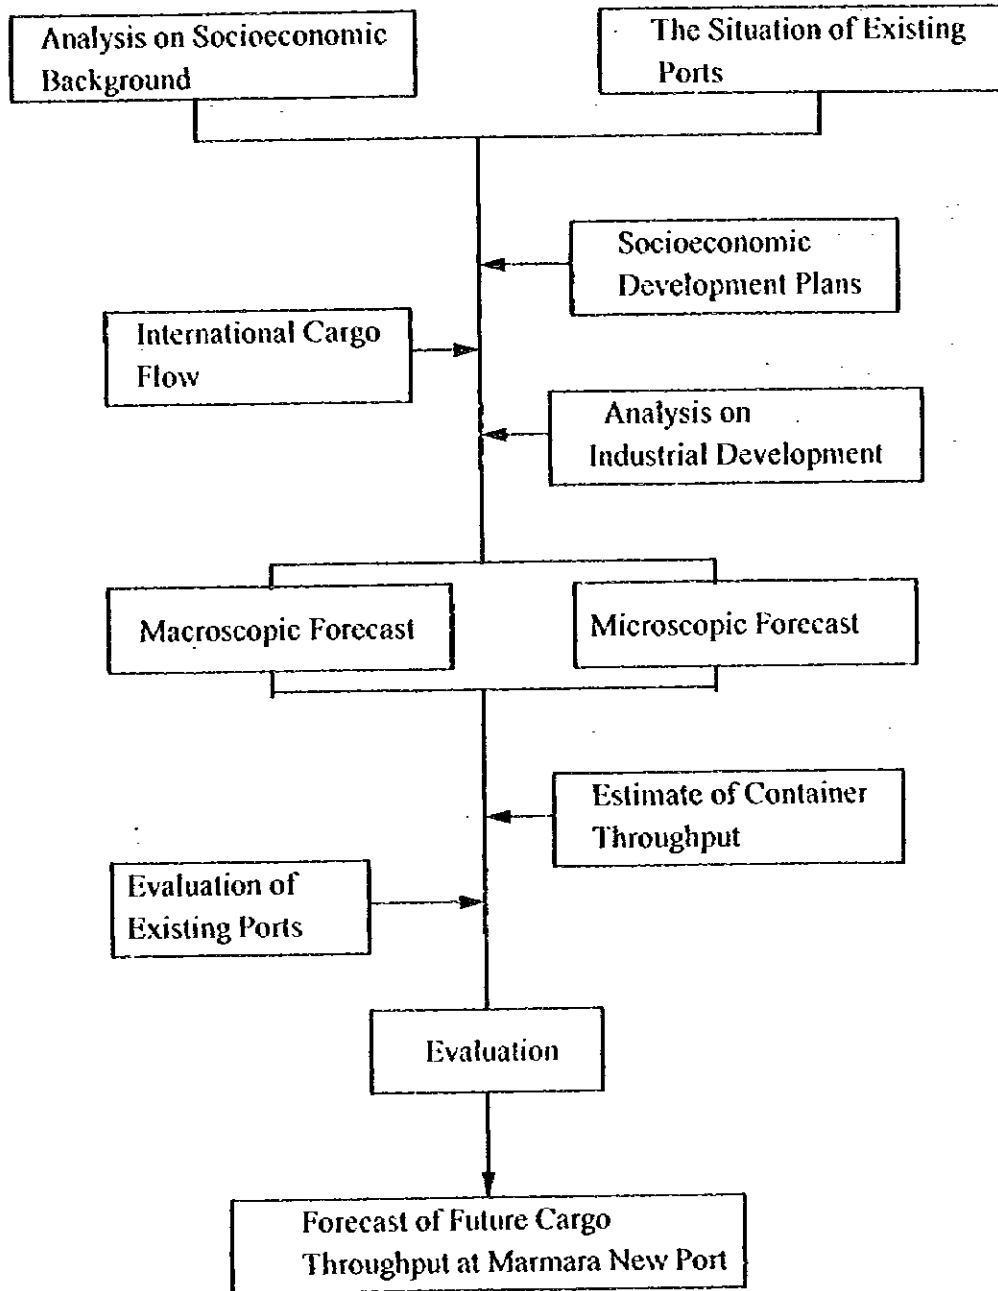 Analysis on Socioeconomic
Background
The Situation of Existing
Ports
Socioeconomic
Development Plans
International Cargo
Flow
Analysis on
Industrial Development
Macroscopic Forecast
Microscopic Forecast
Estimate of Container
Throughput
Evaluation of
Existing Ports
Evaluation
Forecast of Future Cargo
Throughput at Marmara New Port